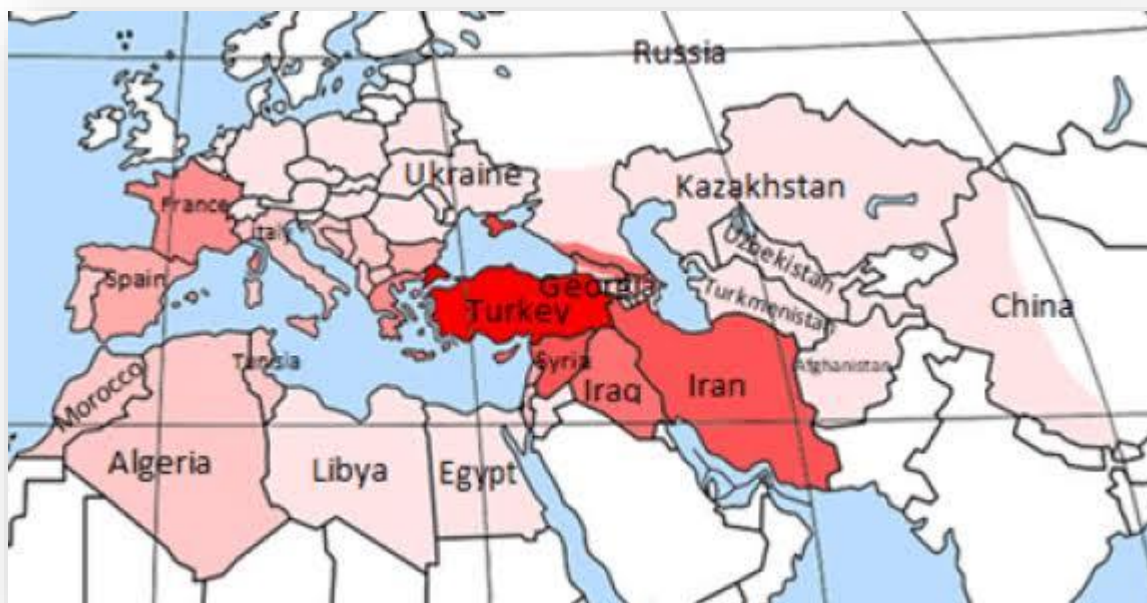 Russia
Ukraine
Kazakhstan
France
Italy
Uzbekistan
Spain
Georgia
Turkmenistan
China
Turkey
Tunisia
Syria
Afghanistan
Morocco
Iraq
Iran
Algeria
Libya
Egypt